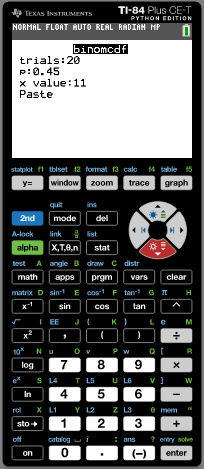 TEXAS INSTRUMENTS
TI-84 Plus CE-T
PYTHON EDITION
NORMAL FLOAT AUTO REAL RADIAN MP
binomcdf
trials:20
p:0.45
x value:11
Paste
statplot f1 tblset f2 format f3 calc f4 table f5
y= window zoom trace graph
quit ins
2nd mode del
A-lock link list
alpha X,T,θ,n stat
test A angle B draw C distr
math apps prgm vars clear
matrix D sin⁻¹ E cos⁻¹ F tan⁻¹ G π H
x⁻¹ sin cos tan ^
√ I EE J { K } L e M
x² , ( ) ÷
10ˣ N u O v P w Q [ R
log 7 8 9 ×
eˣ S L4 T L5 U L6 V ] W
ln 4 5 6 −
rcl X L1 Y L2 Z L3 θ mem "
sto→ 1 2 3 +
off catalog i : ans ? entry solve
on 0 . (−) enter